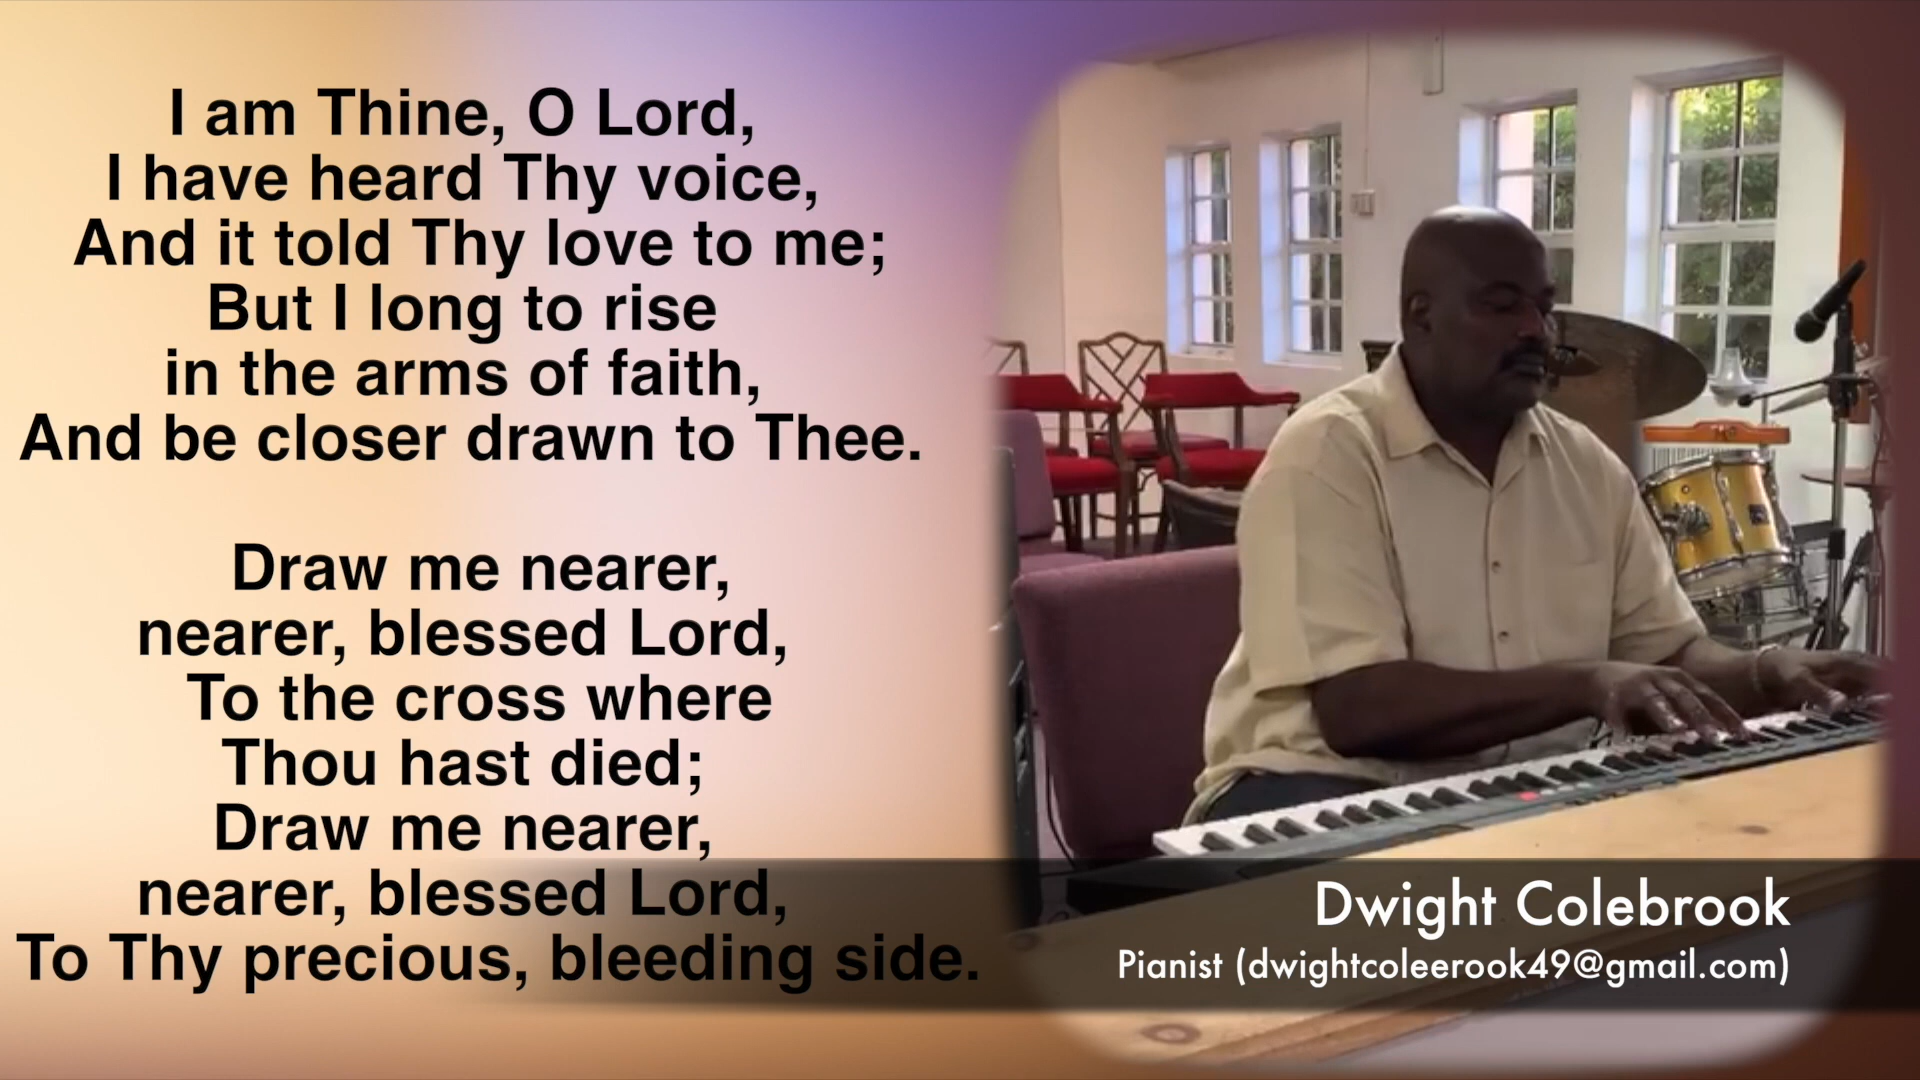 I am Thine, O Lord,
I have heard Thy voice,
And it told Thy love to me;
But I long to rise
in the arms of faith,
And be closer drawn to Thee.
Draw me nearer,
nearer, blessed Lord,
To the cross where
Thou hast died;
Draw me nearer,
nearer, blessed Lord,
To Thy precious, bleeding side.
Dwight Colebrook
Pianist (dwightcoleerook49@gmail.com)